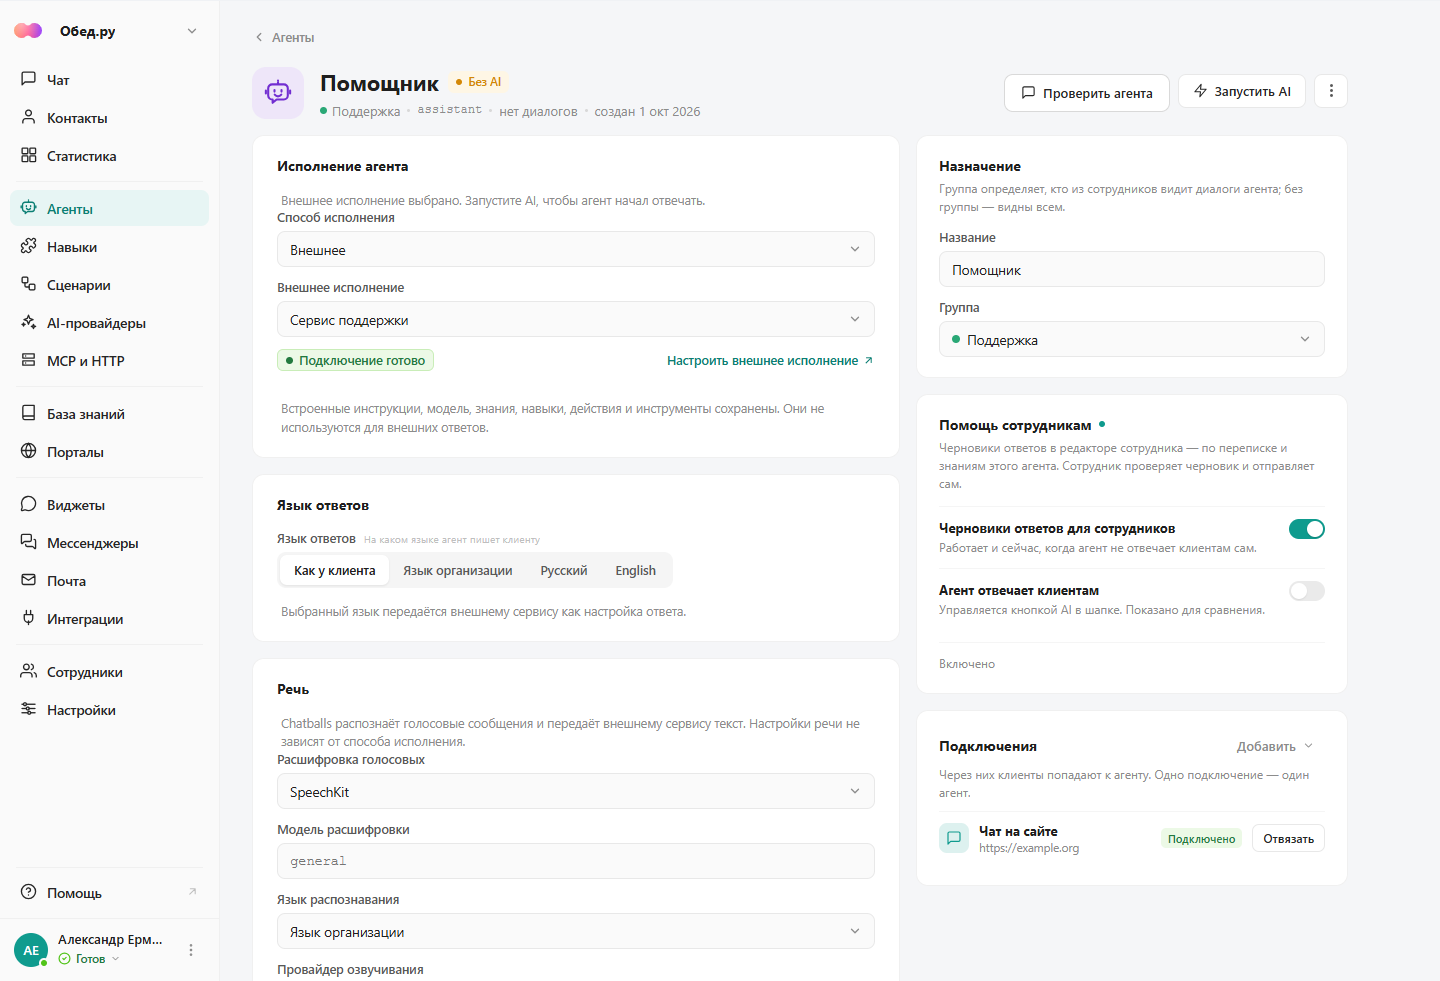 Обед.ру
Чат
Контакты
Статистика
Агенты
Навыки
Сценарии
AI-провайдеры
MCP и HTTP
База знаний
Порталы
Виджеты
Мессенджеры
Почта
Интеграции
Сотрудники
Настройки
Помощь
AE
Александр Ерм...
Готов
Агенты
Помощник
Без AI
Поддержка · assistant · нет диалогов · создан 1 окт 2026
Проверить агента
Запустить AI
Исполнение агента
Внешнее исполнение выбрано. Запустите AI, чтобы агент начал отвечать.
Способ исполнения
Внешнее
Внешнее исполнение
Сервис поддержки
Подключение готово
Настроить внешнее исполнение
Встроенные инструкции, модель, знания, навыки, действия и инструменты сохранены. Они не
используются для внешних ответов.
Язык ответов
Язык ответов На каком языке агент пишет клиенту
Как у клиента
Язык организации
Русский
English
Выбранный язык передаётся внешнему сервису как настройка ответа.
Речь
Chatballs распознаёт голосовые сообщения и передаёт внешнему сервису текст. Настройки речи не
зависят от способа исполнения.
Расшифровка голосовых
SpeechKit
Модель расшифровки
general
Язык распознавания
Язык организации
Провайдер озвучивания
Назначение
Группа определяет, кто из сотрудников видит диалоги агента; без
группы — видны всем.
Название
Помощник
Группа
Поддержка
Помощь сотрудникам
Черновики ответов в редакторе сотрудника — по переписке и
знаниям этого агента. Сотрудник проверяет черновик и отправляет
сам.
Черновики ответов для сотрудников
Работает и сейчас, когда агент не отвечает клиентам сам.
Агент отвечает клиентам
Управляется кнопкой AI в шапке. Показано для сравнения.
Включено
Подключения
Добавить
Через них клиенты попадают к агенту. Одно подключение — один
агент.
Чат на сайте
https://example.org
Подключено
Отвязать